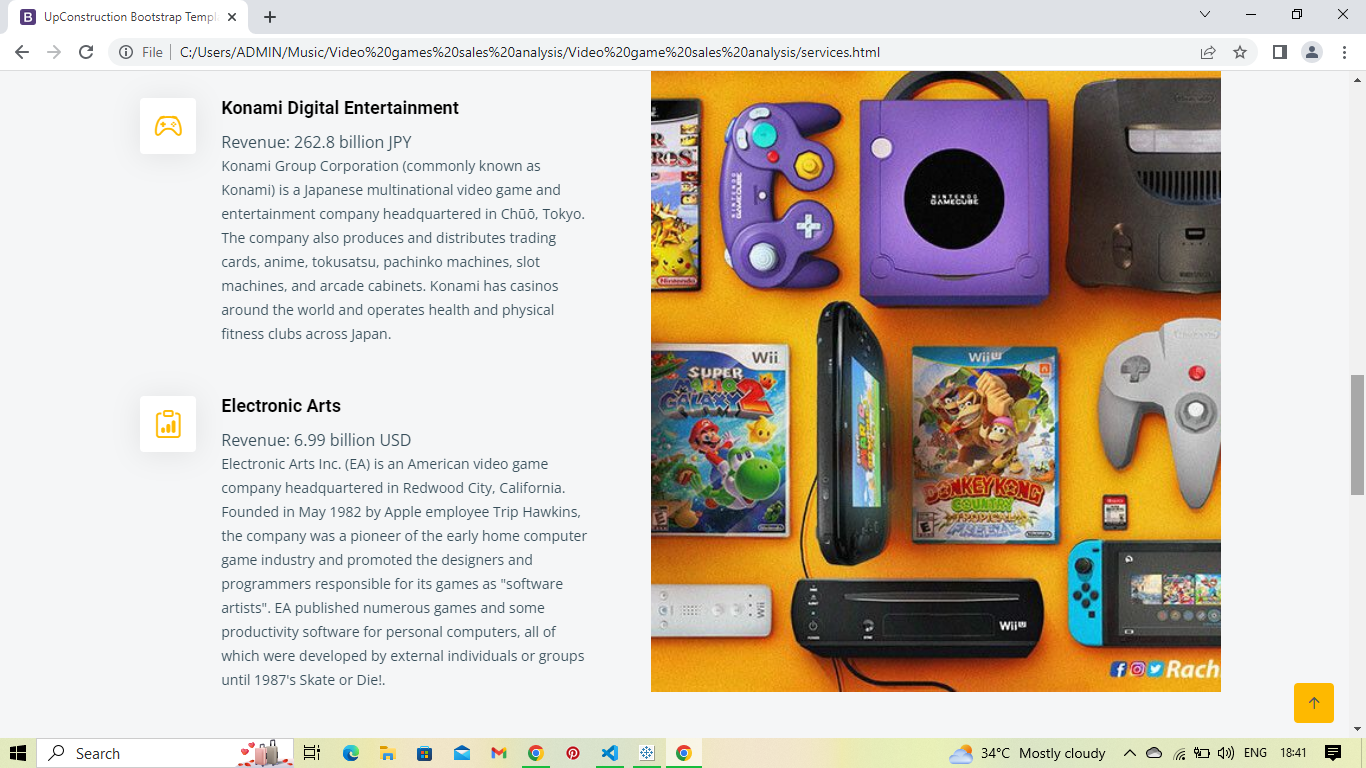 UpConstruction Bootstrap Templ
File
C:/Users/ADMIN/Music/Video%20games%20sales%20analysis/Video%20game%20sales%20analysis/services.html
Konami Digital Entertainment
Revenue: 262.8 billion JPY
Konami Group Corporation (commonly known as
Konami) is a Japanese multinational video game and
entertainment company headquartered in Chūō, Tokyo.
The company also produces and distributes trading
cards, anime, tokusatsu, pachinko machines, slot
machines, and arcade cabinets. Konami has casinos
around the world and operates health and physical
fitness clubs across Japan.
Electronic Arts
Revenue: 6.99 billion USD
Electronic Arts Inc. (EA) is an American video game
company headquartered in Redwood City, California.
Founded in May 1982 by Apple employee Trip Hawkins,
the company was a pioneer of the early home computer
game industry and promoted the designers and
programmers responsible for its games as "software
artists". EA published numerous games and some
productivity software for personal computers, all of
which were developed by external individuals or groups
until 1987's Skate or Die!.
Nintendo
NINTENDO
GAMECUBE
NINTENDO
GAMECUBE
Nintendo
Wii
SUPER
MARIO
GALAXY 2
Nintendo
Wii U
DONKEY KONG
COUNTRY
TROPICAL
FREEZE
Nintendo
Wii
Wii U
Rach
Search
34°C Mostly cloudy
ENG
18:41